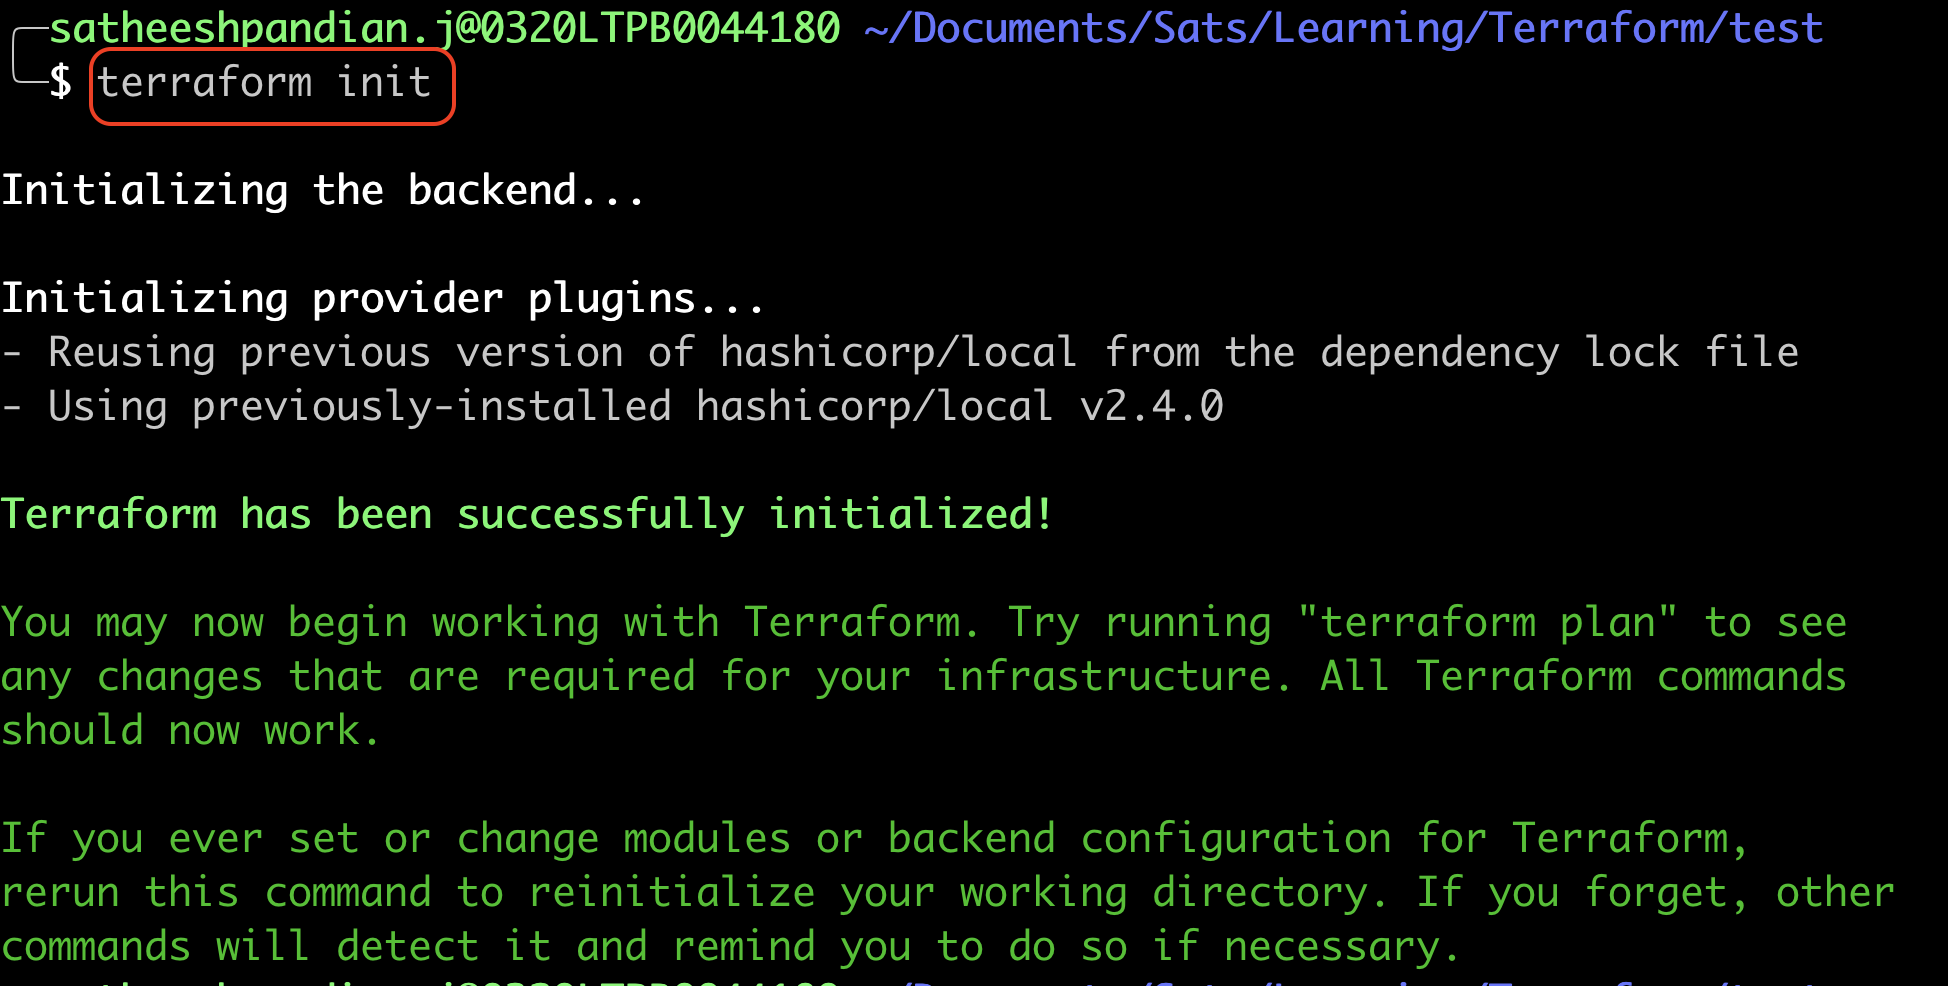 satheeshpandian.j@0320LTPB0044180 ~/Documents/Sats/Learning/Terraform/test
$ terraform init
Initializing the backend...
Initializing provider plugins...
- Reusing previous version of hashicorp/local from the dependency lock file
- Using previously-installed hashicorp/local v2.4.0
Terraform has been successfully initialized!
You may now begin working with Terraform. Try running "terraform plan" to see
any changes that are required for your infrastructure. All Terraform commands
should now work.
If you ever set or change modules or backend configuration for Terraform,
rerun this command to reinitialize your working directory. If you forget, other
commands will detect it and remind you to do so if necessary.